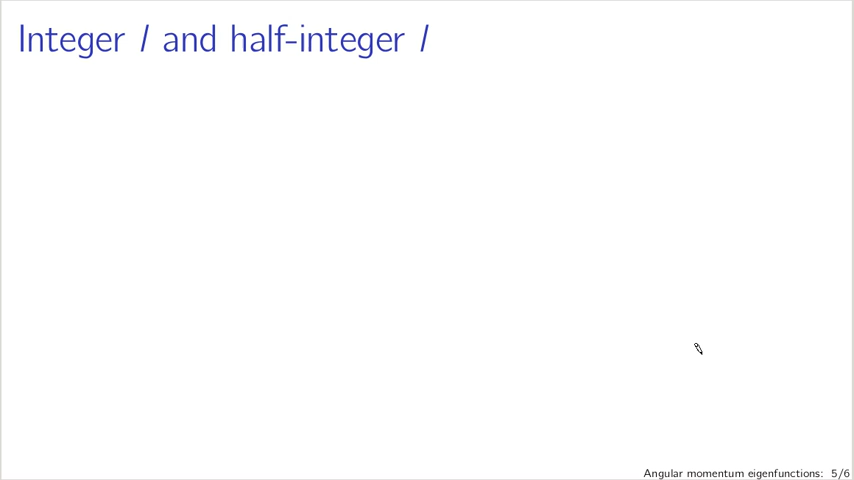 Integer l and half-integer l
Angular momentum eigenfunctions: 5/6